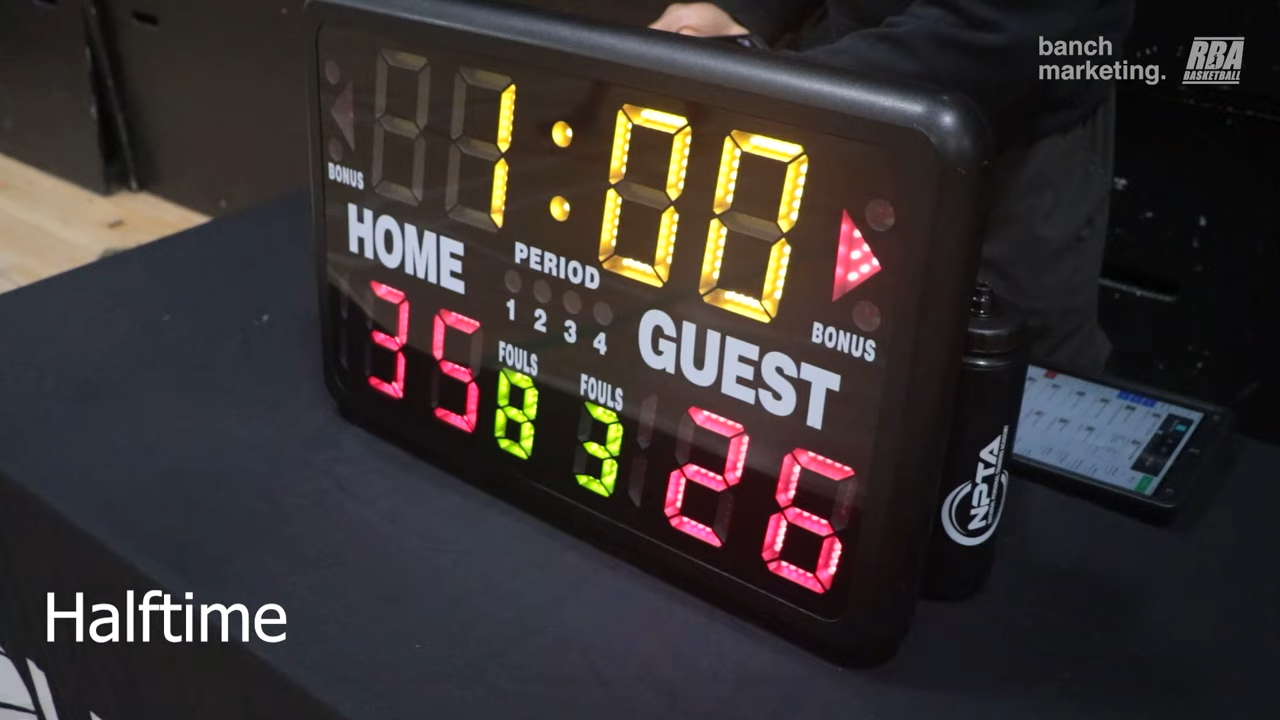 banch
marketing.
RBA
BASKETBALL
1:00
BONUS
HOME
PERIOD
1 2 3 4
BONUS
GUEST
FOULS
FOULS
35
8
3
26
NPTA
Halftime